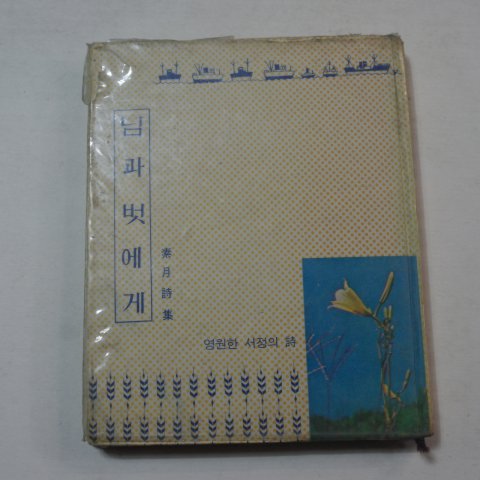 님과벗에게
素月詩集
영원한 서정의 詩